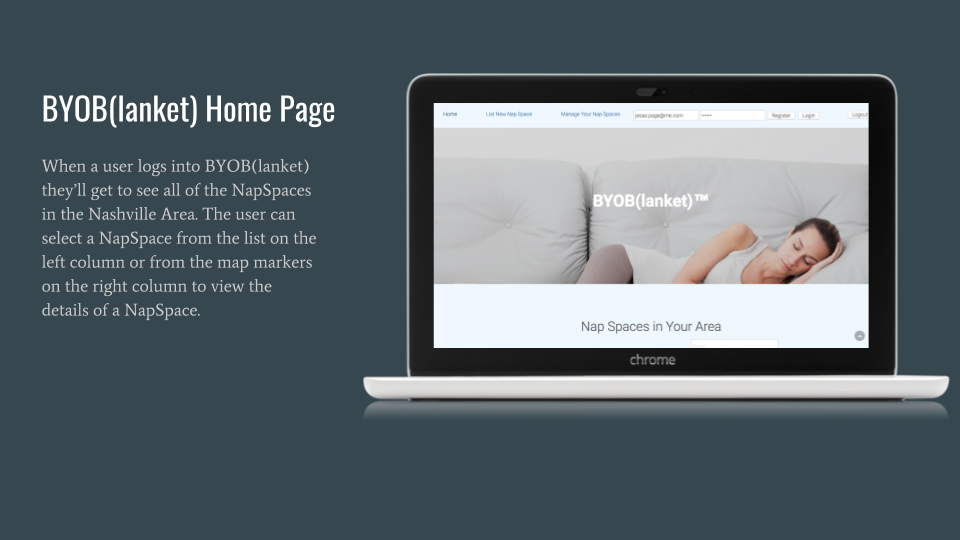 BYOB(lanket) Home Page
When a user logs into BYOB(lanket)
they'll get to see all of the NapSpaces
in the Nashville Area. The user can
select a NapSpace from the list on the
left column or from the map markers
on the right column to view the
details of a NapSpace.
Home List New Nap Space Manage Your Nap Spaces jesse.page@me.com ••••• Register Login Logout
BYOB(lanket)™
Nap Spaces in Your Area
chrome